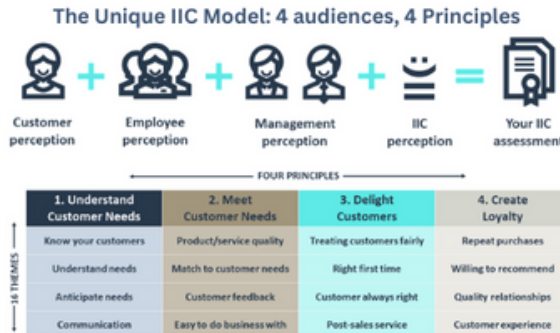 The Unique IIC Model: 4 audiences, 4 Principles
Customer perception
Employee perception
Management perception
IIC perception
Your IIC assessment
FOUR PRINCIPLES
16 THEMES
1. Understand Customer Needs
2. Meet Customer Needs
3. Delight Customers
4. Create Loyalty
Know your customers
Product/service quality
Treating customers fairly
Repeat purchases
Understand needs
Match to customer needs
Right first time
Willing to recommend
Anticipate needs
Customer feedback
Customer always right
Quality relationships
Communication
Easy to do business with
Post-sales service
Customer experience